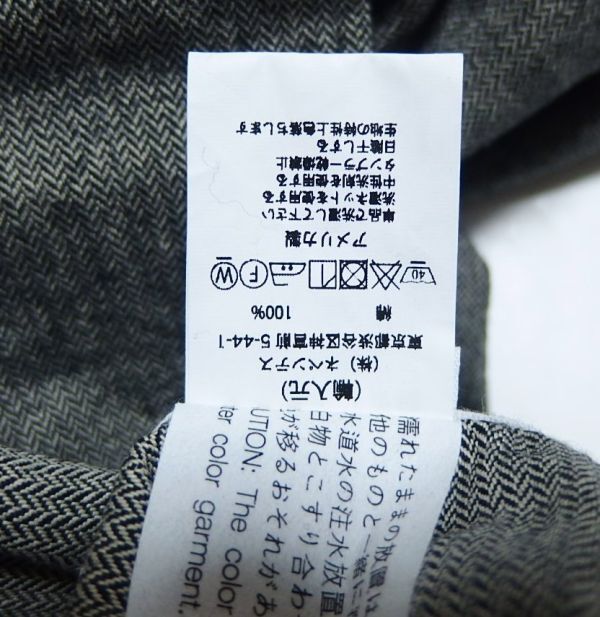 (輸入元)
(株) ネペンテス
東京都渋谷区神宮前 5-44-1
綿 100%
40 F W
アメリカ製
単品で洗濯して下さい
洗濯ネットを使用する
中性洗剤を使用する
タンブラー乾燥禁止
日陰干しする
生地の特性上色落ちします
濡れたままの放置は
他のものと一緒に
水道水の注水放置
白物とこすり合わ
が移るおそれがあ
UTION: The color
ter color garment.